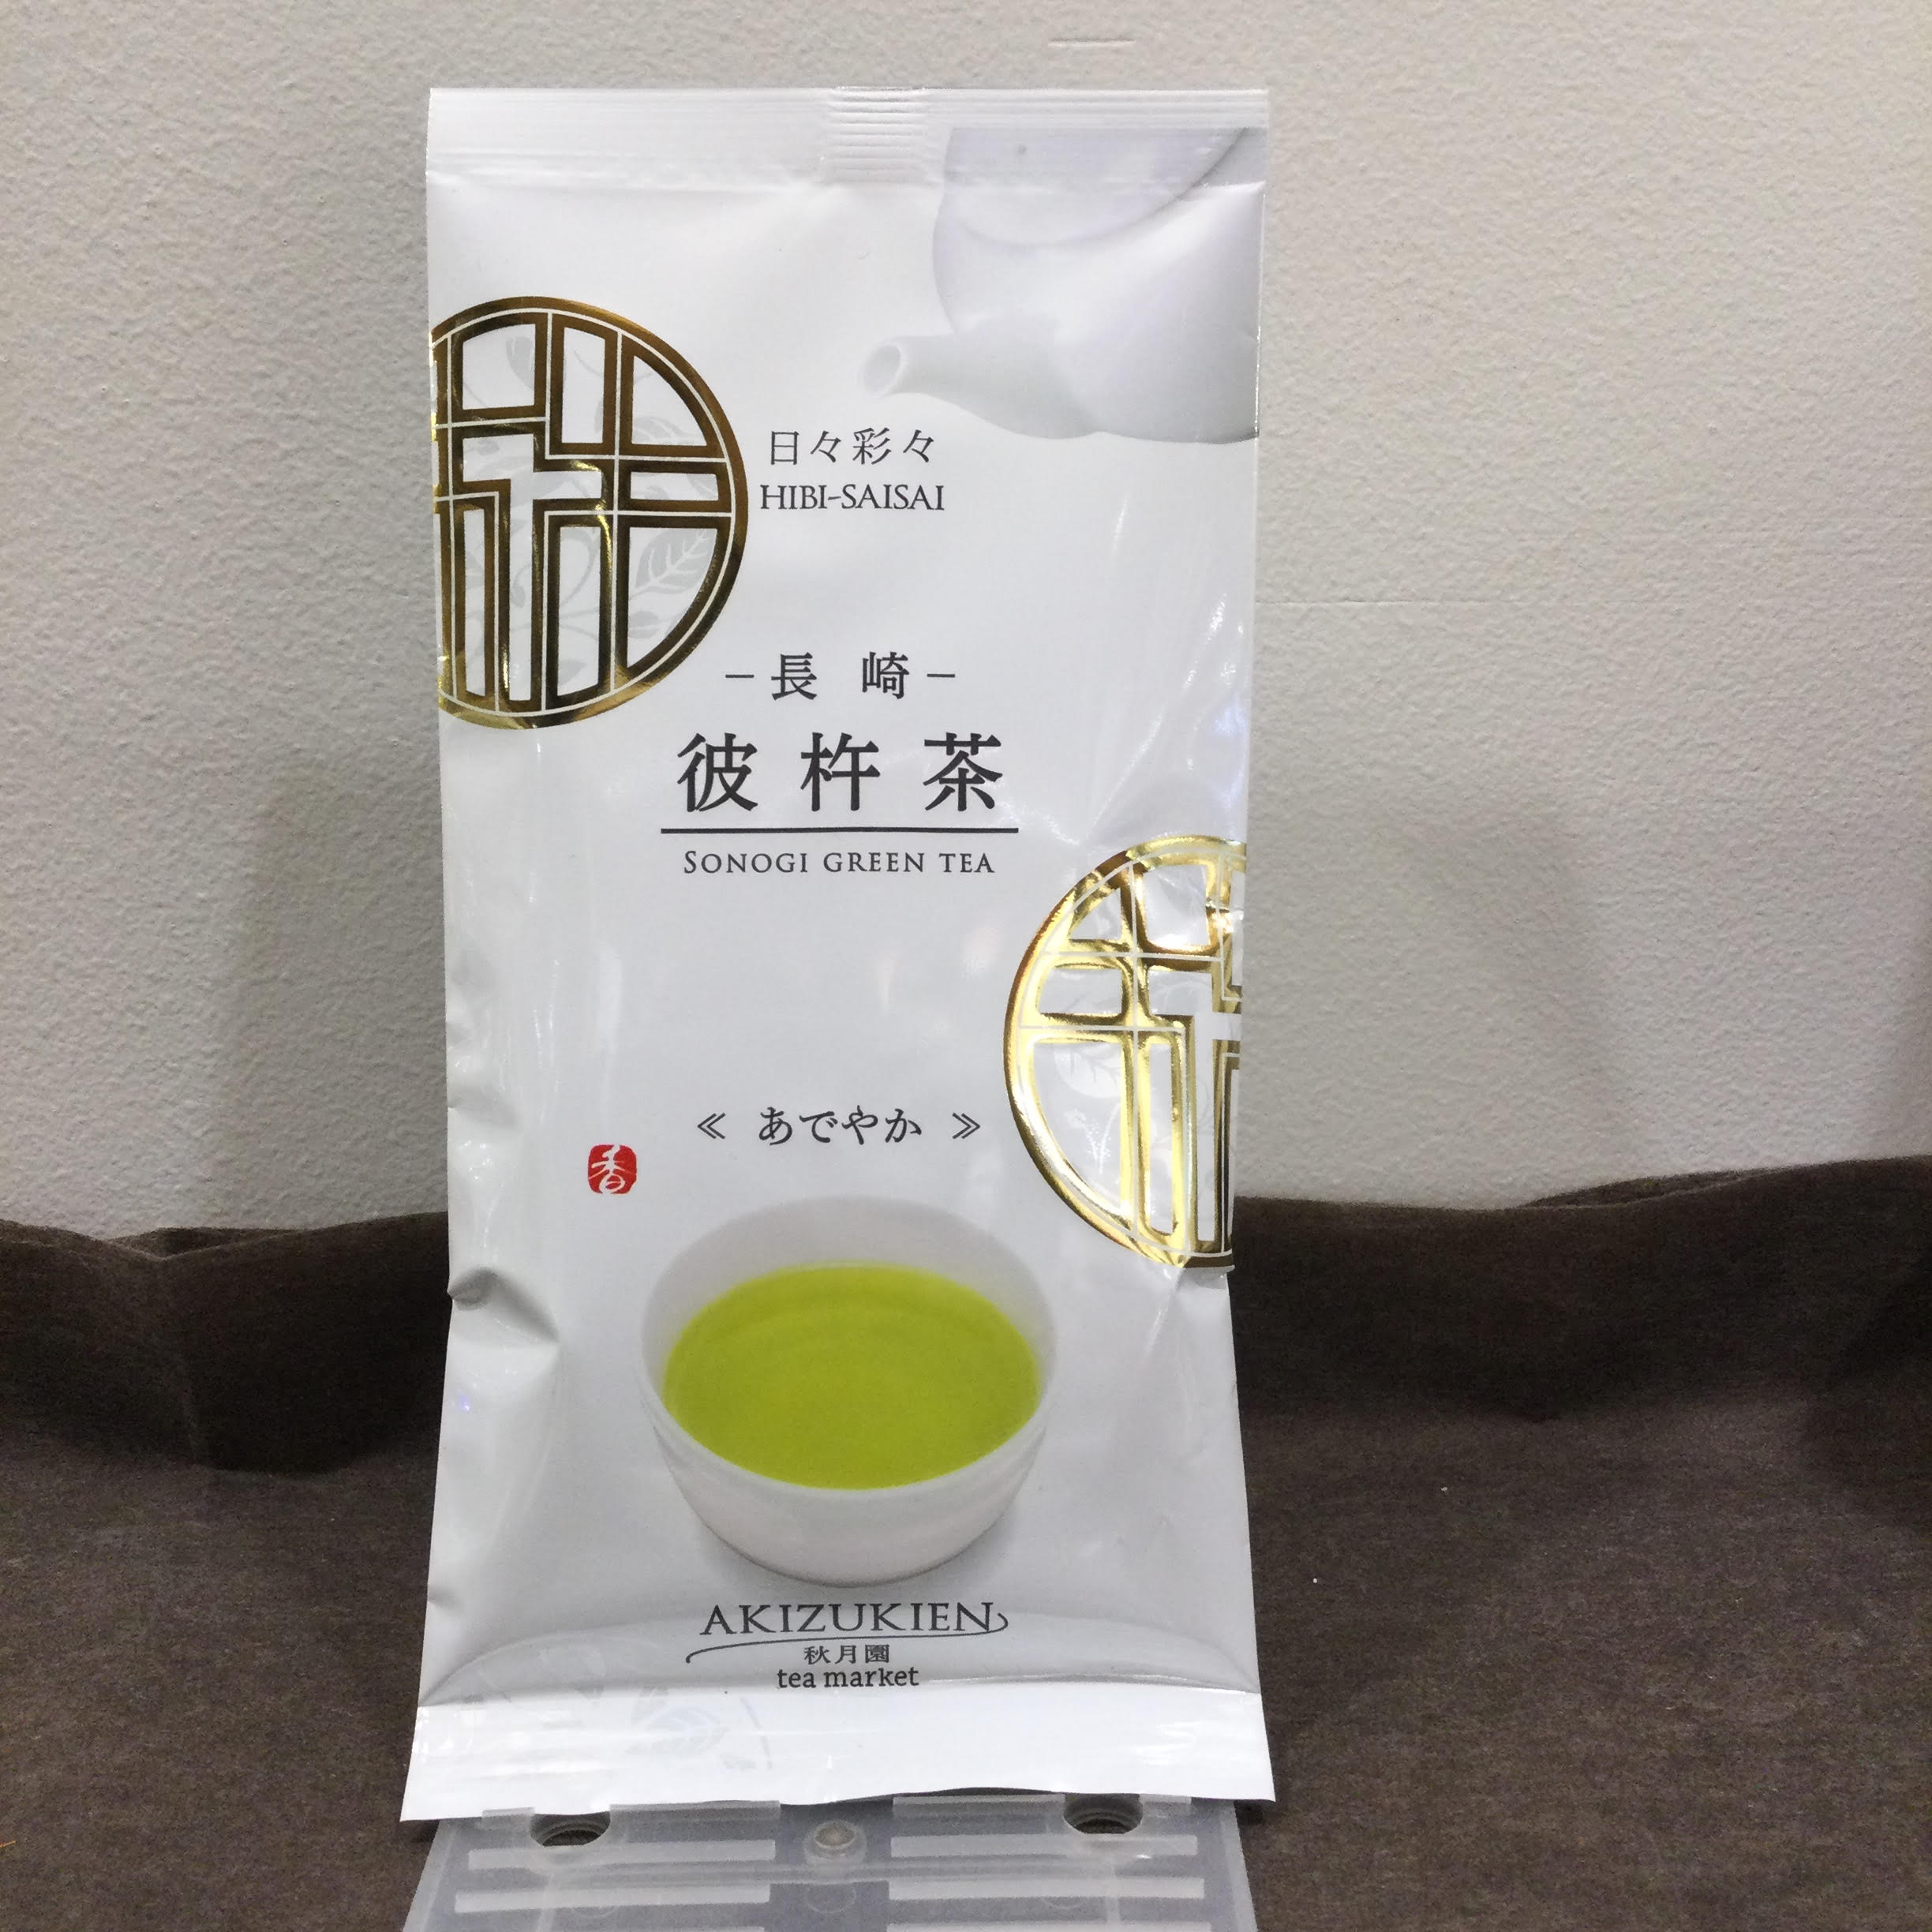 日々彩々
HIBI-SAISAI
–長 崎–
彼杵茶
SONOGI GREEN TEA
≪ あでやか ≫
香
AKIZUKIEN
秋月園
tea market